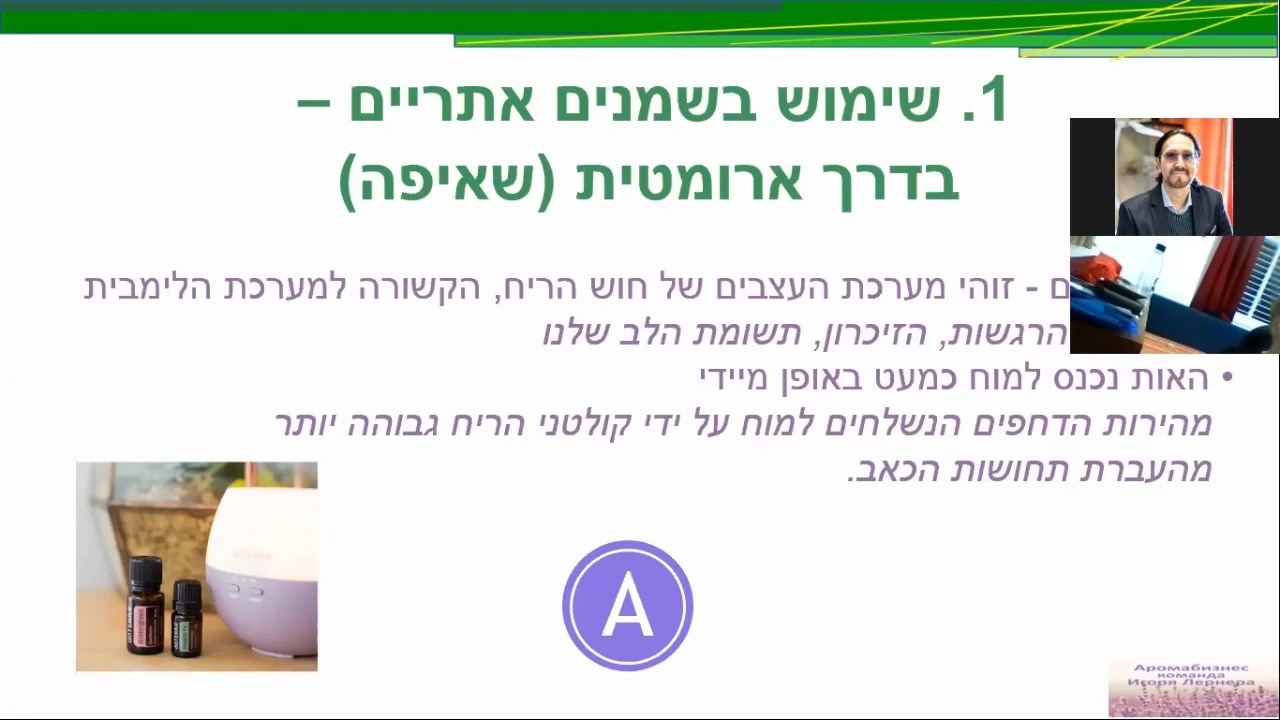 1. שימוש בשמנים אתריים –
בדרך ארומטית (שאיפה)
ם - זוהי מערכת העצבים של חוש הריח, הקשורה למערכת הלימבית
הרגשות, הזיכרון, תשומת הלב שלנו
• האות נכנס למוח כמעט באופן מיידי
מהירות הדחפים הנשלחים למוח על ידי קולטני הריח גבוהה יותר
מהעברת תחושות הכאב.
A
Аромабизнес
команда
Игоря Лернера